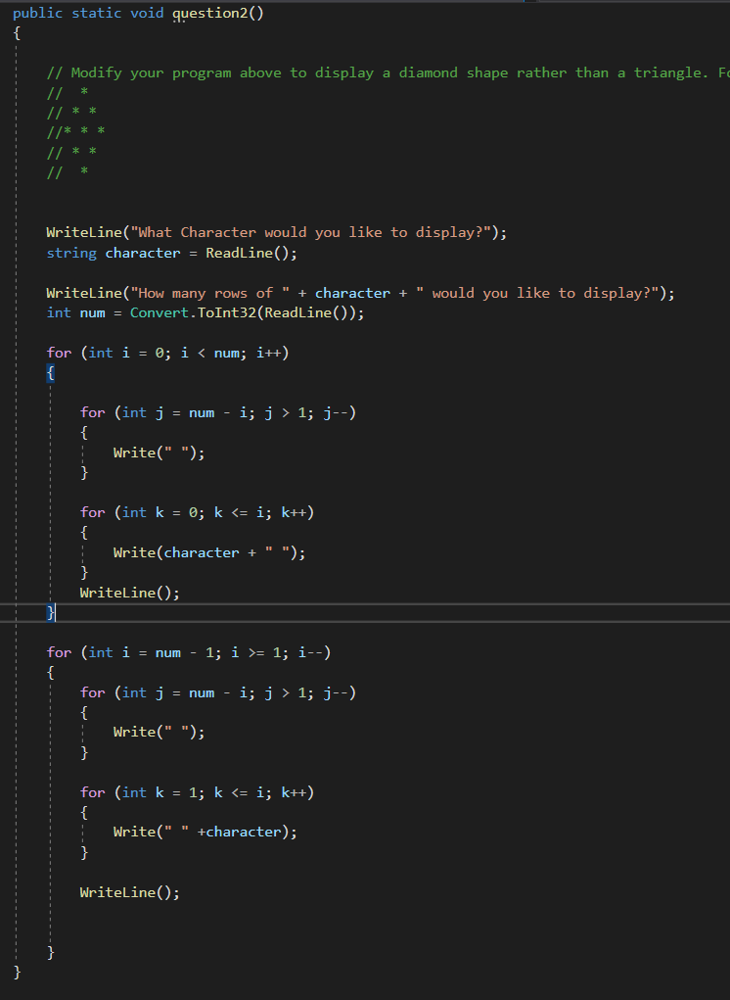 public static void question2()
{
// Modify your program above to display a diamond shape rather than a triangle.
//  *
// * *
//* * *
// * *
//  *
WriteLine("What Character would you like to display?");
string character = ReadLine();
WriteLine("How many rows of " + character + " would you like to display?");
int num = Convert.ToInt32(ReadLine());
for (int i = 0; i < num; i++)
{
for (int j = num - i; j > 1; j--)
{
Write(" ");
}
for (int k = 0; k <= i; k++)
{
Write(character + " ");
}
WriteLine();
}
for (int i = num - 1; i >= 1; i--)
{
for (int j = num - i; j > 1; j--)
{
Write(" ");
}
for (int k = 1; k <= i; k++)
{
Write(" " +character);
}
WriteLine();
}
}